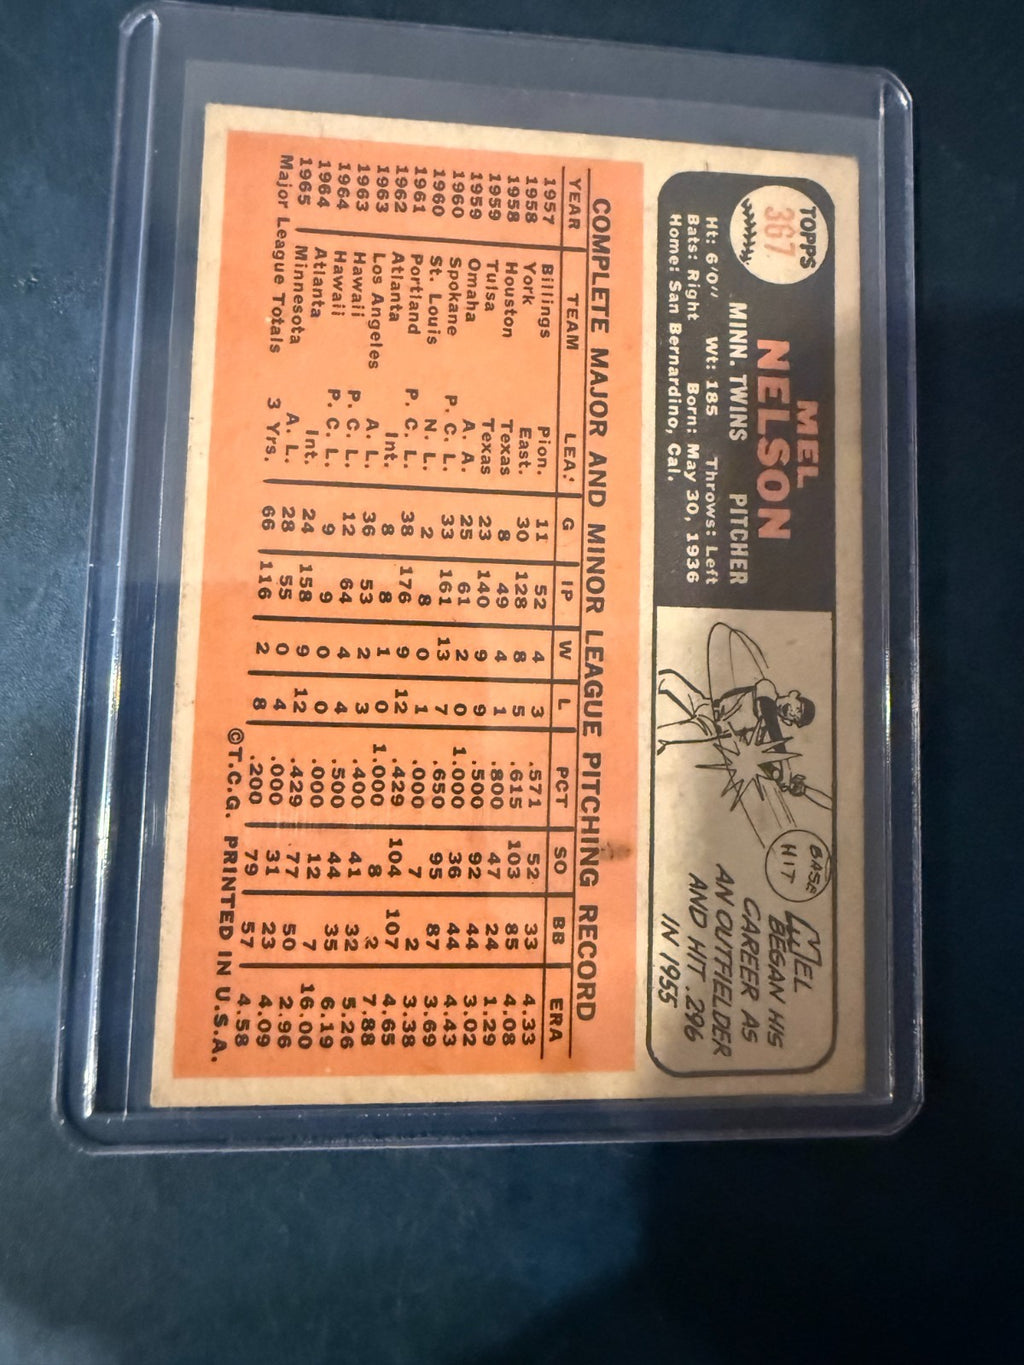 TOPPS
367
MEL
NELSON
MINN. TWINS PITCHER
Ht: 6'0" Wt: 185 Throws: Left
Bats: Right Born: May 30, 1936
Home: San Bernardino, Cal.
BASE
HIT
MEL
BEGAN HIS
CAREER AS
AN OUTFIELDER
AND HIT .296
IN 1955
COMPLETE MAJOR AND MINOR LEAGUE PITCHING RECORD
YEAR TEAM LEA. G IP W L PCT SO BB ERA
1957 Billings Pion. 11 52 4 3 .571 52 33 4.33
1958 York East. 30 128 8 5 .615 103 85 4.08
1958 Houston Texas 8 49 4 1 .800 47 24 1.29
1959 Tulsa Texas 23 140 9 9 .500 92 44 3.02
1959 Omaha A. A. 25 61 2 0 1.000 36 44 4.43
1960 Spokane P. C. L. 33 161 13 7 .650 95 87 3.69
1960 St. Louis N. L. 2 8 0 1 .000 7 2 3.38
1961 Portland P. C. L. 38 176 9 12 .429 104 107 4.65
1962 Atlanta Int. 8 8 1 0 1.000 8 2 7.88
1963 Los Angeles A. L. 36 53 2 3 .400 41 32 5.26
1963 Hawaii P. C. L. 12 64 4 4 .500 44 35 6.19
1964 Hawaii P. C. L. 9 9 0 0 .000 12 7 16.00
1964 Atlanta Int. 24 158 9 12 .429 77 50 2.96
1965 Minnesota A. L. 28 55 0 4 .000 31 23 4.09
Major League Totals 3 Yrs. 66 116 2 8 .200 79 57 4.58
©T.C.G. PRINTED IN U.S.A.